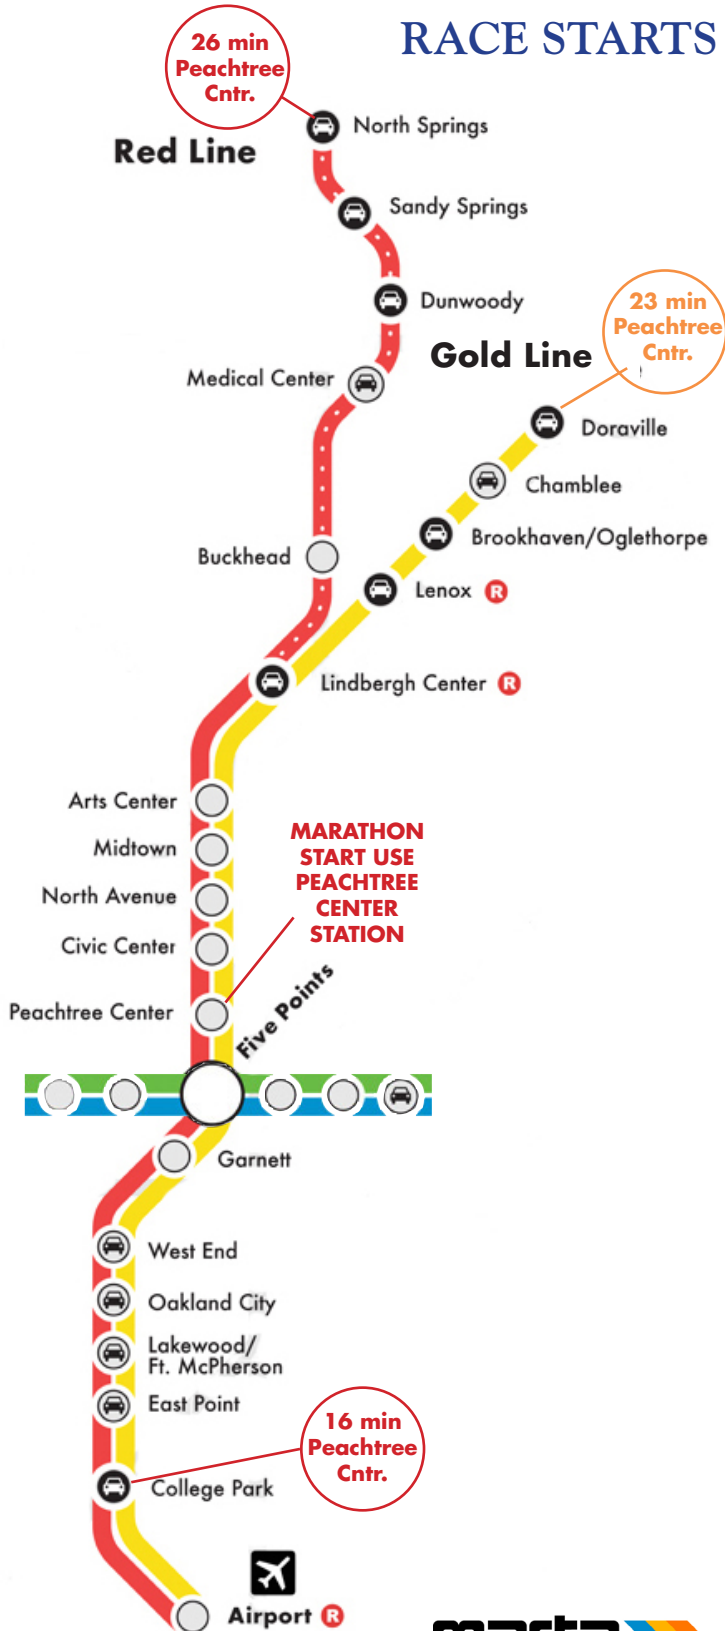 RACE STARTS
26 min
Peachtree
Cntr.
North Springs
Red Line
Sandy Springs
Dunwoody
23 min
Peachtree
Cntr.
Gold Line
Medical Center
Doraville
Chamblee
Brookhaven/Oglethorpe
Buckhead
Lenox R
Lindbergh Center R
Arts Center
Midtown
North Avenue
Civic Center
Peachtree Center
MARATHON
START USE
PEACHTREE
CENTER
STATION
Five Points
Garnett
West End
Oakland City
Lakewood/
Ft. McPherson
East Point
16 min
Peachtree
Cntr.
College Park
Airport R
marta